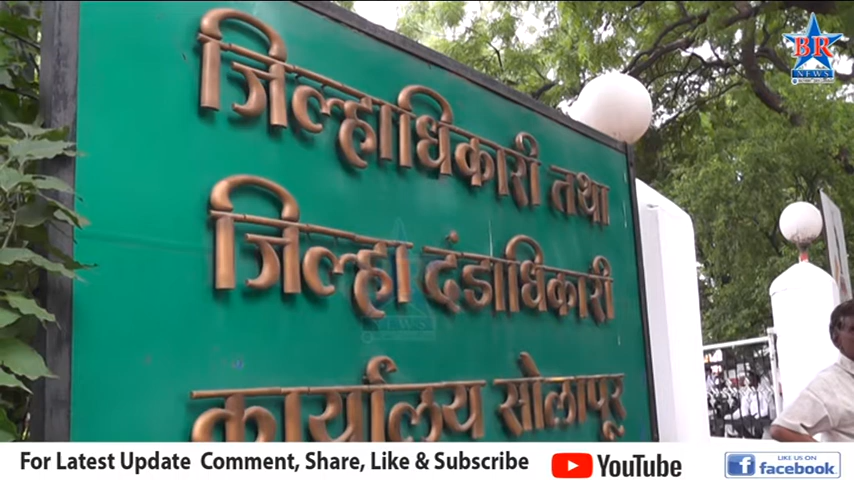 जिल्हाधिकारी तथा
जिल्हा दंडाधिकारी
कार्यालय सोलापूर
BR
NEWS
For Latest Update Comment, Share, Like & Subscribe
YouTube
LIKE US ON
facebook